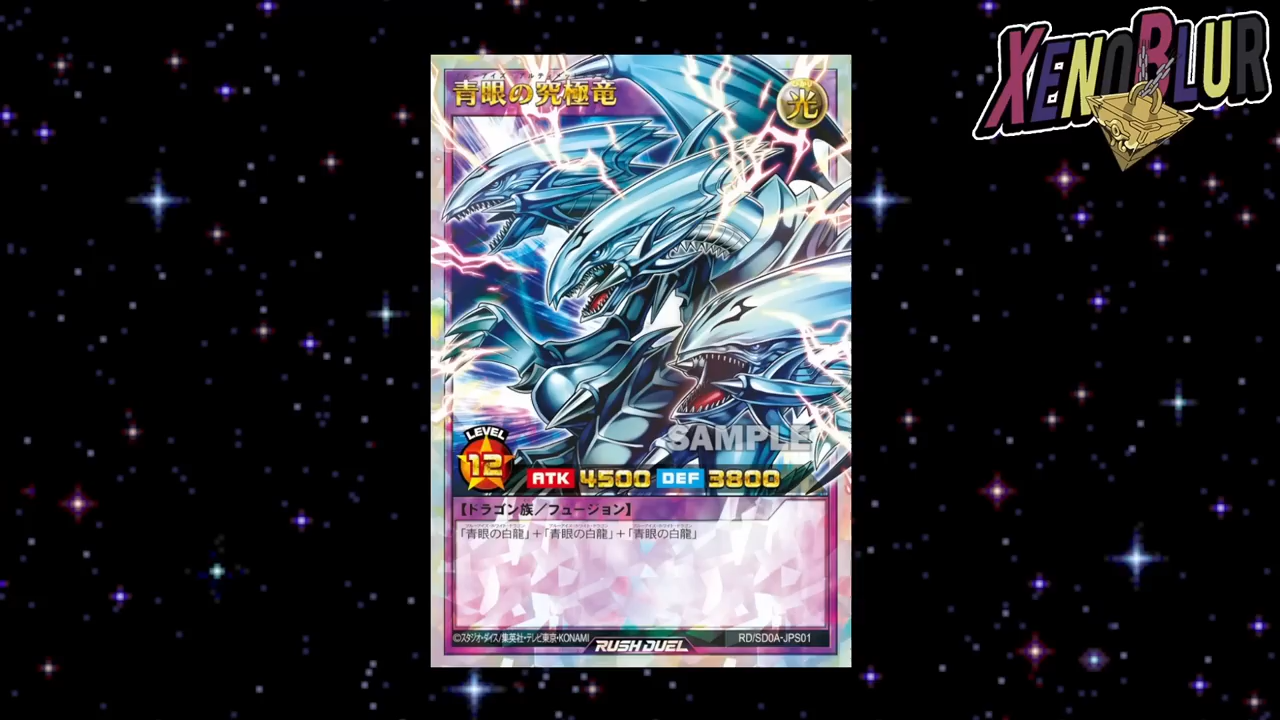 XENOBLUR
青眼の究極竜
光
SAMPLE
LEVEL
12
ATK 4500 DEF 3800
【ドラゴン族／フュージョン】
「青眼の白龍」＋「青眼の白龍」＋「青眼の白龍」
©スタジオ・ダイス/集英社・テレビ東京・KONAMI
RUSH DUEL
RD/SD0A-JPS01